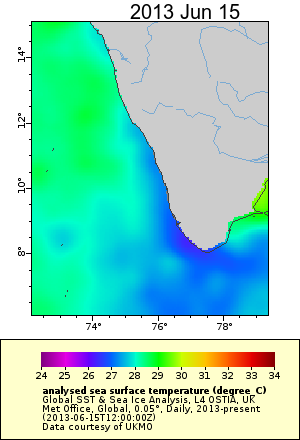 2013 Jun 15
14°
12°
10°
8°
74° 76° 78°
24 25 26 27 28 29 30 31 32 33 34
analysed sea surface temperature (degree_C)
Global SST & Sea Ice Analysis, L4 OSTIA, UK
Met Office, Global, 0.05°, Daily, 2013-present
(2013-06-15T12:00:00Z)
Data courtesy of UKMO